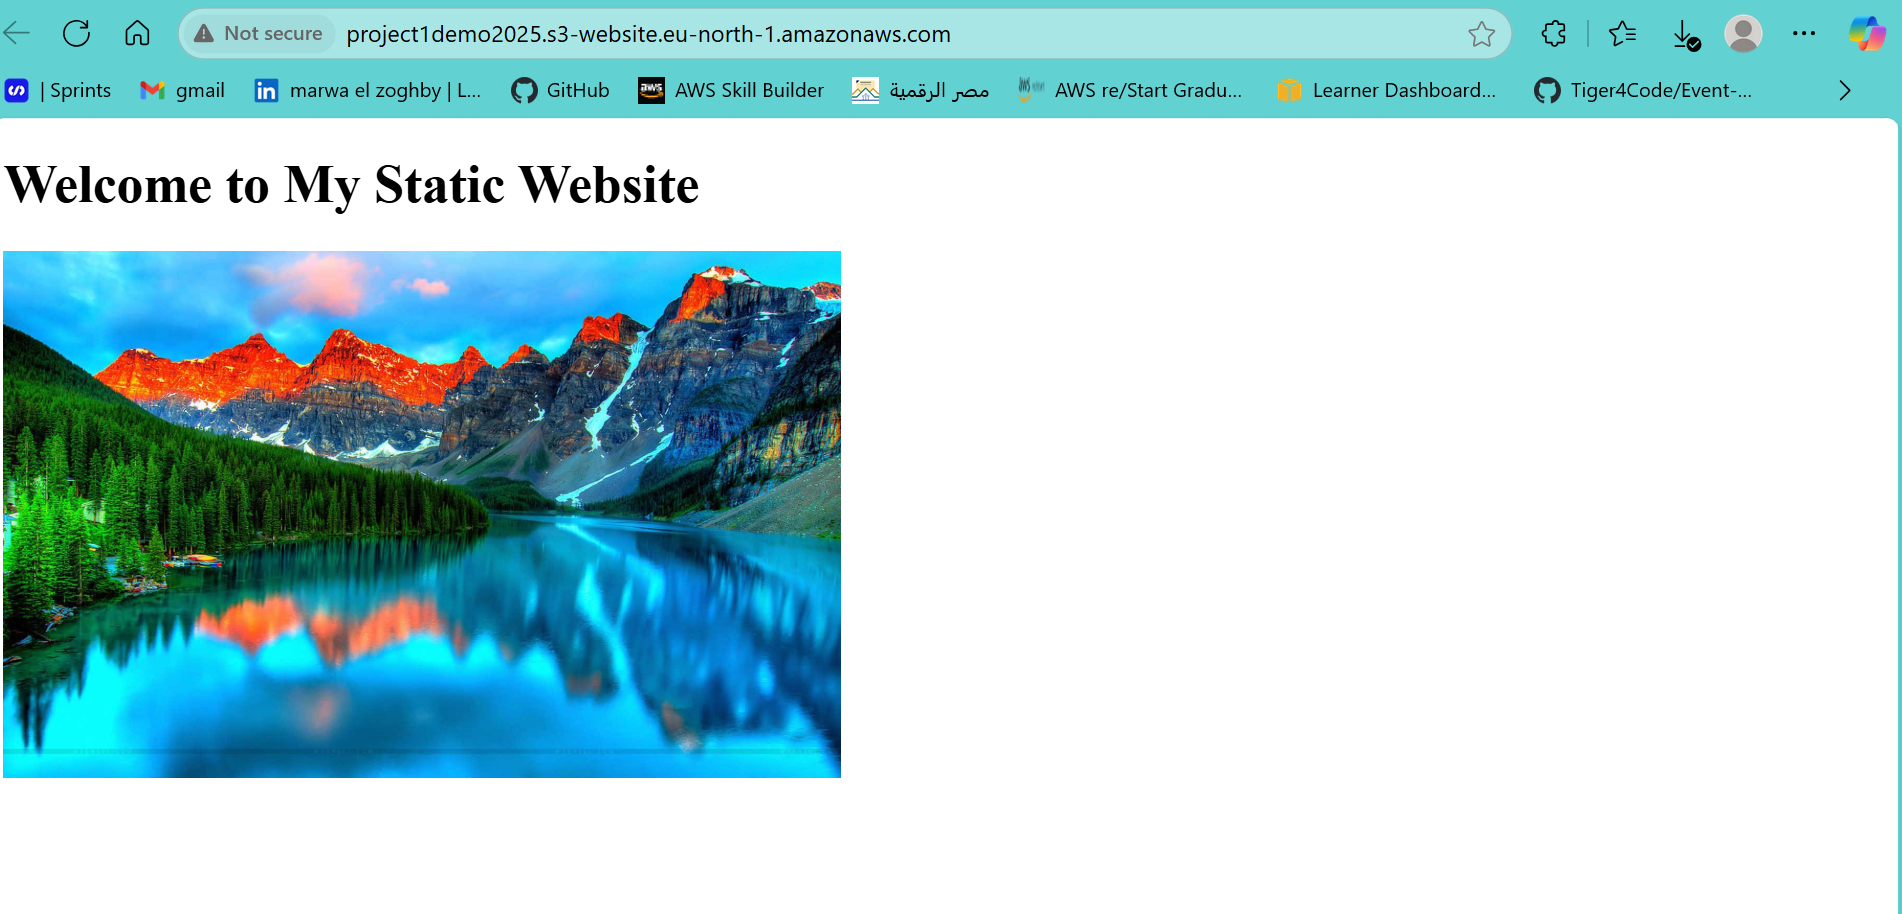 Not secure project1demo2025.s3-website.eu-north-1.amazonaws.com
| Sprints gmail marwa el zoghby | L... GitHub AWS Skill Builder مصر الرقمية AWS re/Start Gradu... Learner Dashboard... Tiger4Code/Event-...
Welcome to My Static Website